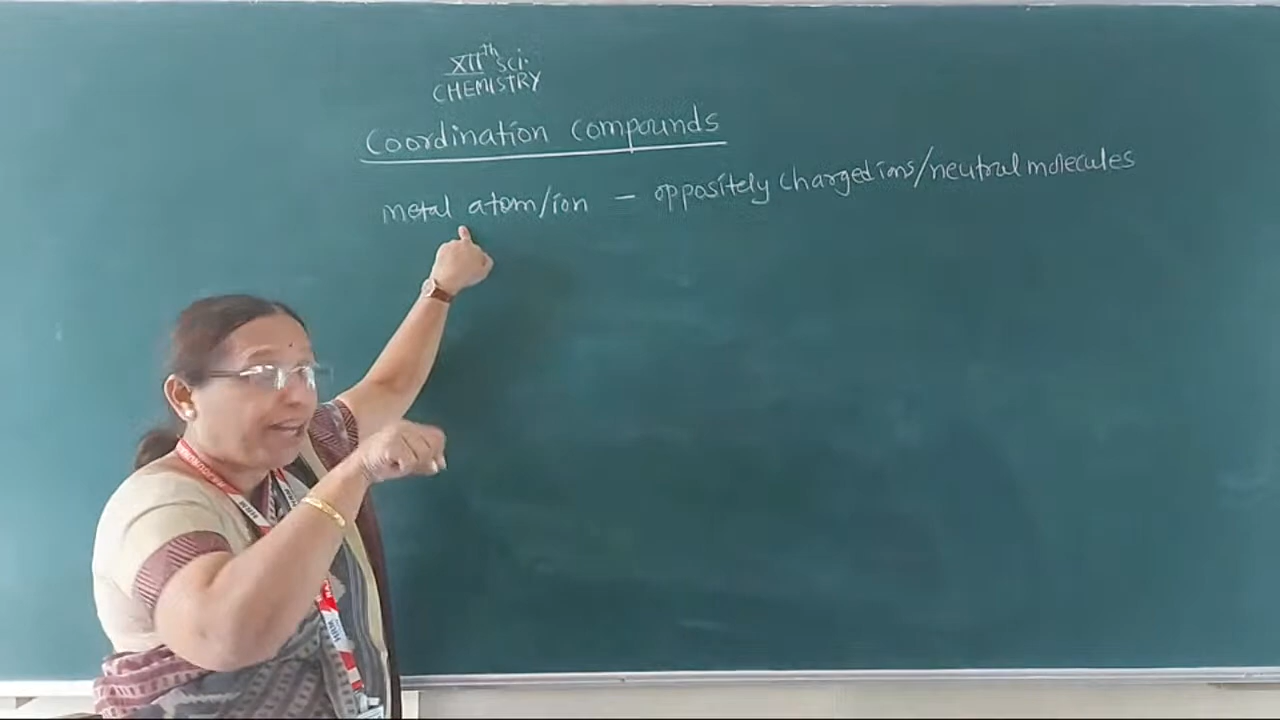 XIIth sci.
CHEMISTRY
Coordination compounds
metal atom/ion – oppositely charged ions/neutral molecules